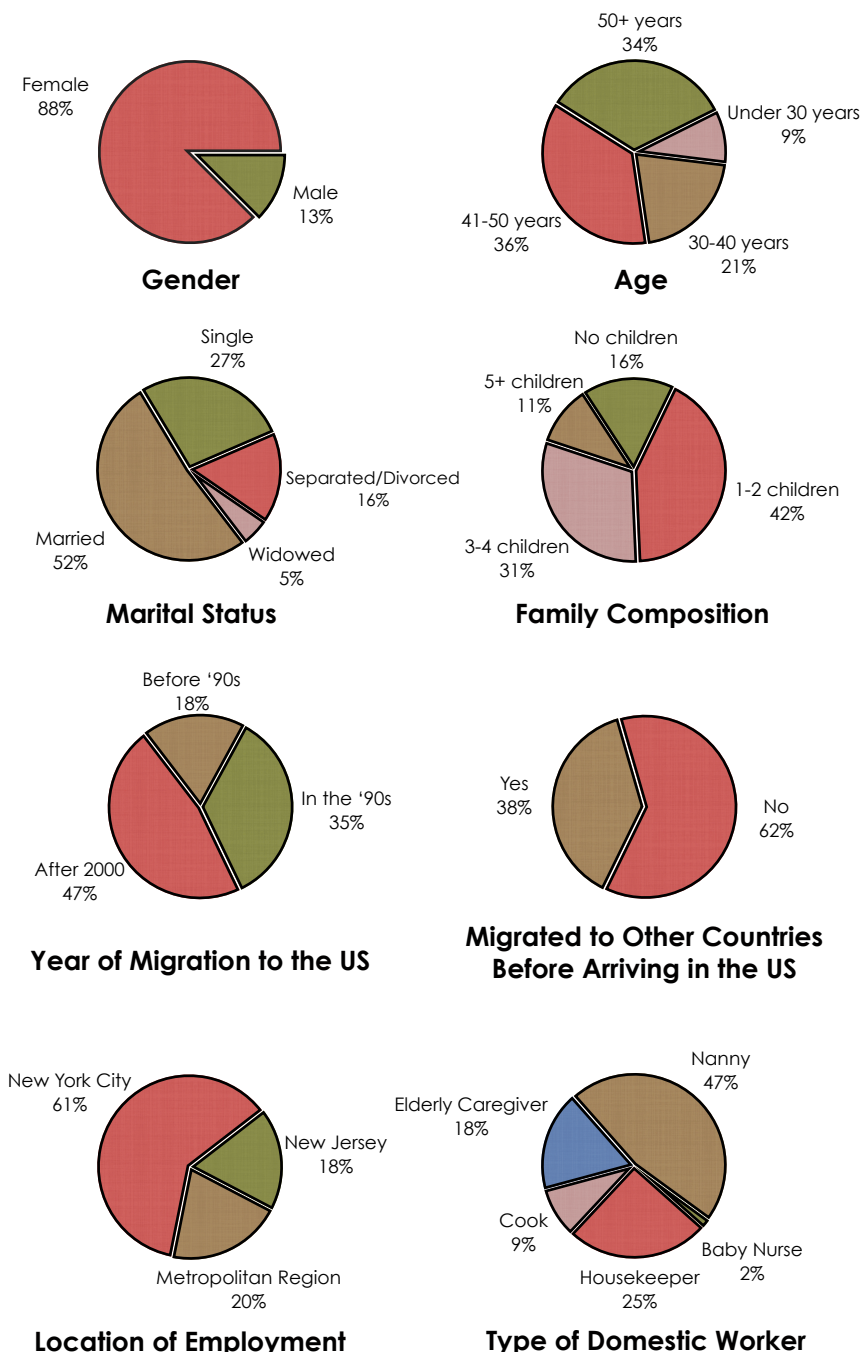 Female
88%
Male
13%
Gender
50+ years
34%
Under 30 years
9%
41-50 years
36%
30-40 years
21%
Age
Single
27%
Separated/Divorced
16%
Married
52%
Widowed
5%
Marital Status
No children
16%
5+ children
11%
1-2 children
42%
3-4 children
31%
Family Composition
Before ‘90s
18%
In the ‘90s
35%
After 2000
47%
Year of Migration to the US
Yes
38%
No
62%
Migrated to Other Countries
Before Arriving in the US
New York City
61%
New Jersey
18%
Metropolitan Region
20%
Location of Employment
Nanny
47%
Elderly Caregiver
18%
Cook
9%
Baby Nurse
2%
Housekeeper
25%
Type of Domestic Worker